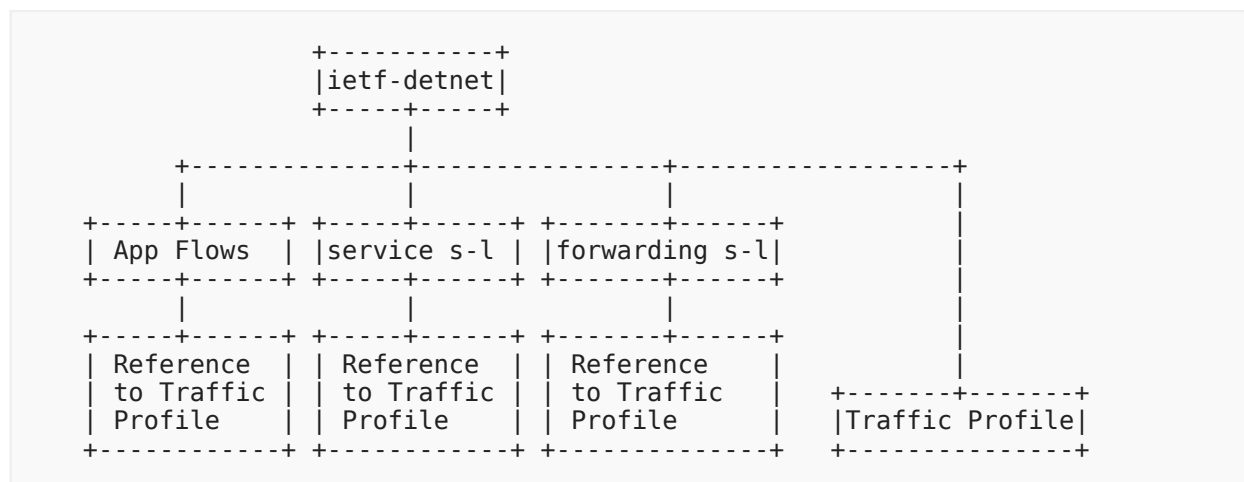 ietf-detnet
App Flows service s-l forwarding s-l
Reference Reference Reference
to Traffic to Traffic to Traffic
Profile Profile Profile Traffic Profile